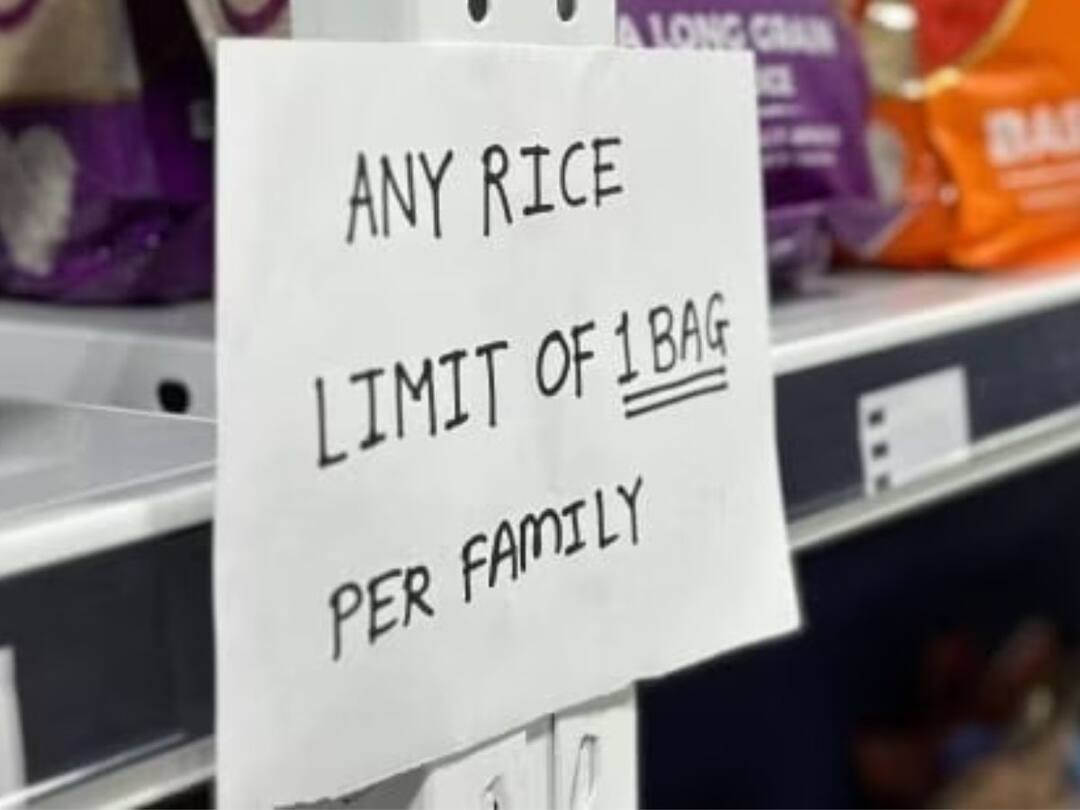 ANY RICE
LIMIT OF 1 BAG
PER FAMILY
LONG GRAIN